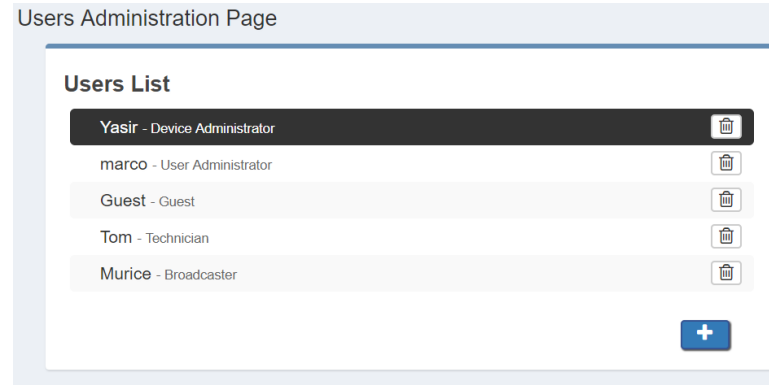 Users Administration Page
Users List
Yasir - Device Administrator
marco - User Administrator
Guest - Guest
Tom - Technician
Murice - Broadcaster